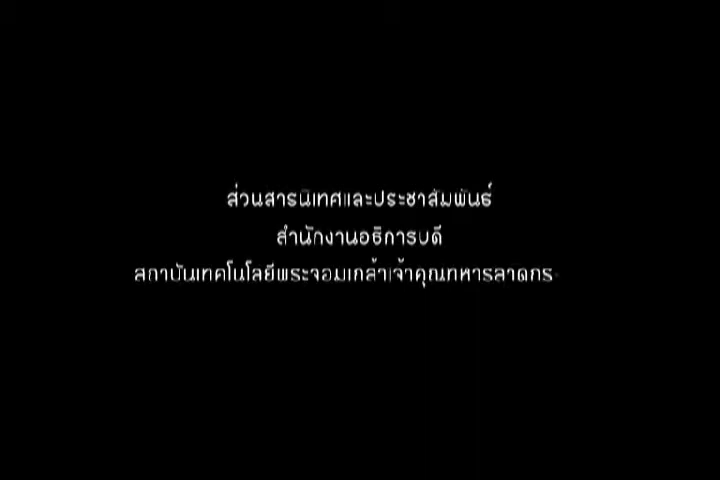 ส่วนสารนิเทศและประชาสัมพันธ์
สำนักงานอธิการบดี
สถาบันเทคโนโลยีพระจอมเกล้าเจ้าคุณทหารลาดกร